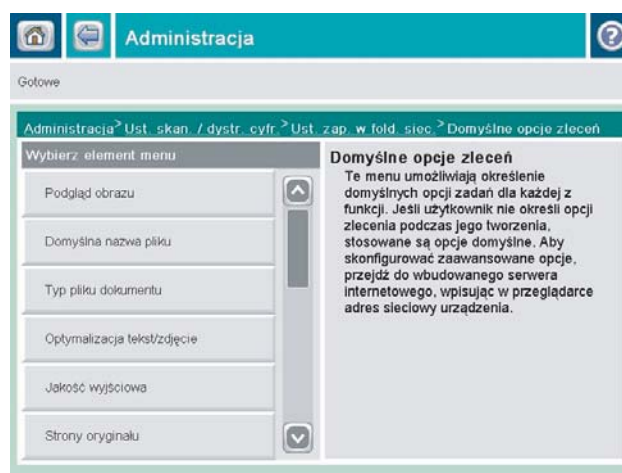 Administracja
?
Gotowe
Administracja > Ust. skan. / dystr. cyfr. > Ust. zap. w fold. siec. > Domyślne opcje zleceń
Wybierz element menu
Podgląd obrazu
Domyślna nazwa pliku
Typ pliku dokumentu
Optymalizacja tekst/zdjęcie
Jakość wyjściowa
Strony oryginału
Domyślne opcje zleceń
Te menu umożliwiają określenie
domyślnych opcji zadań dla każdej z
funkcji. Jeśli użytkownik nie określi opcji
zlecenia podczas jego tworzenia,
stosowane są opcje domyślne. Aby
skonfigurować zaawansowane opcje,
przejdź do wbudowanego serwera
internetowego, wpisując w przeglądarce
adres sieciowy urządzenia.